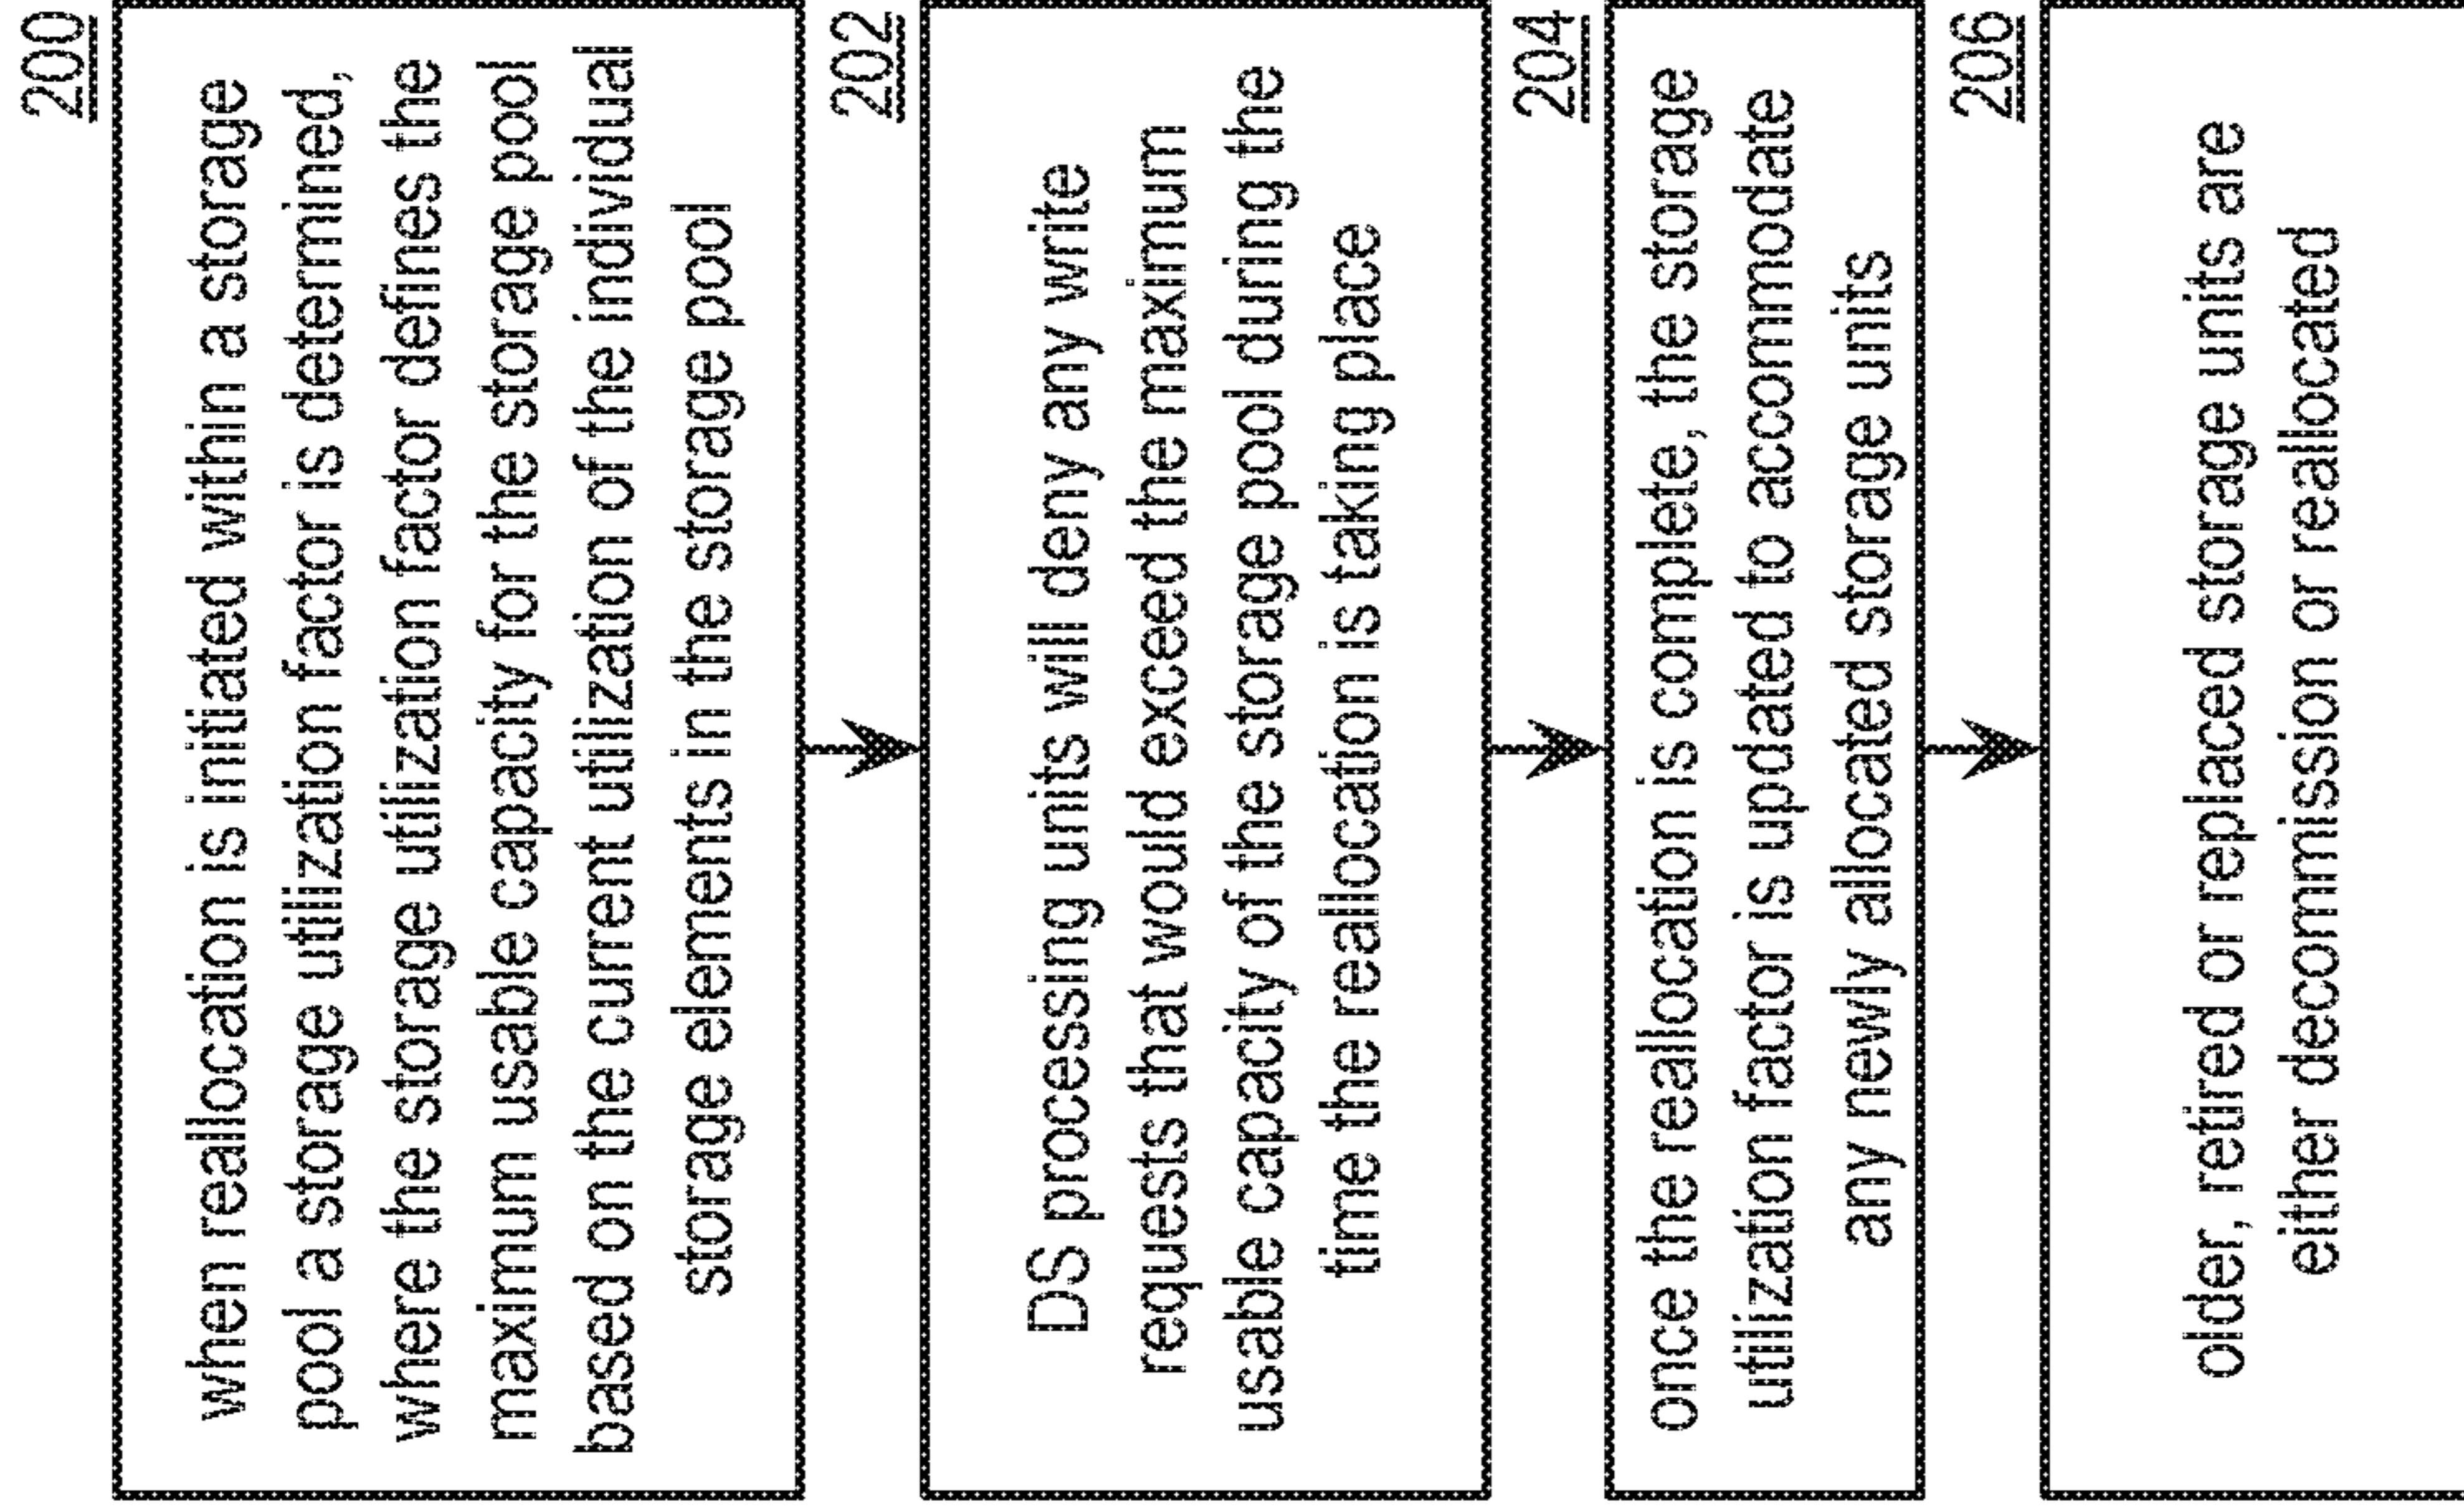 200
when reallocation is initiated within a storage
pool a storage utilization factor is determined,
where the storage utilization factor defines the
maximum usable capacity for the storage pool
based on the current utilization of the individual
storage elements in the storage pool
202
DS processing units will deny any write
requests that would exceed the maximum
usable capacity of the storage pool during the
time the reallocation is taking place
204
once the reallocation is complete, the storage
utilization factor is updated to accommodate
any newly allocated storage units
206
older, retired or replaced storage units are
either decommission or reallocated